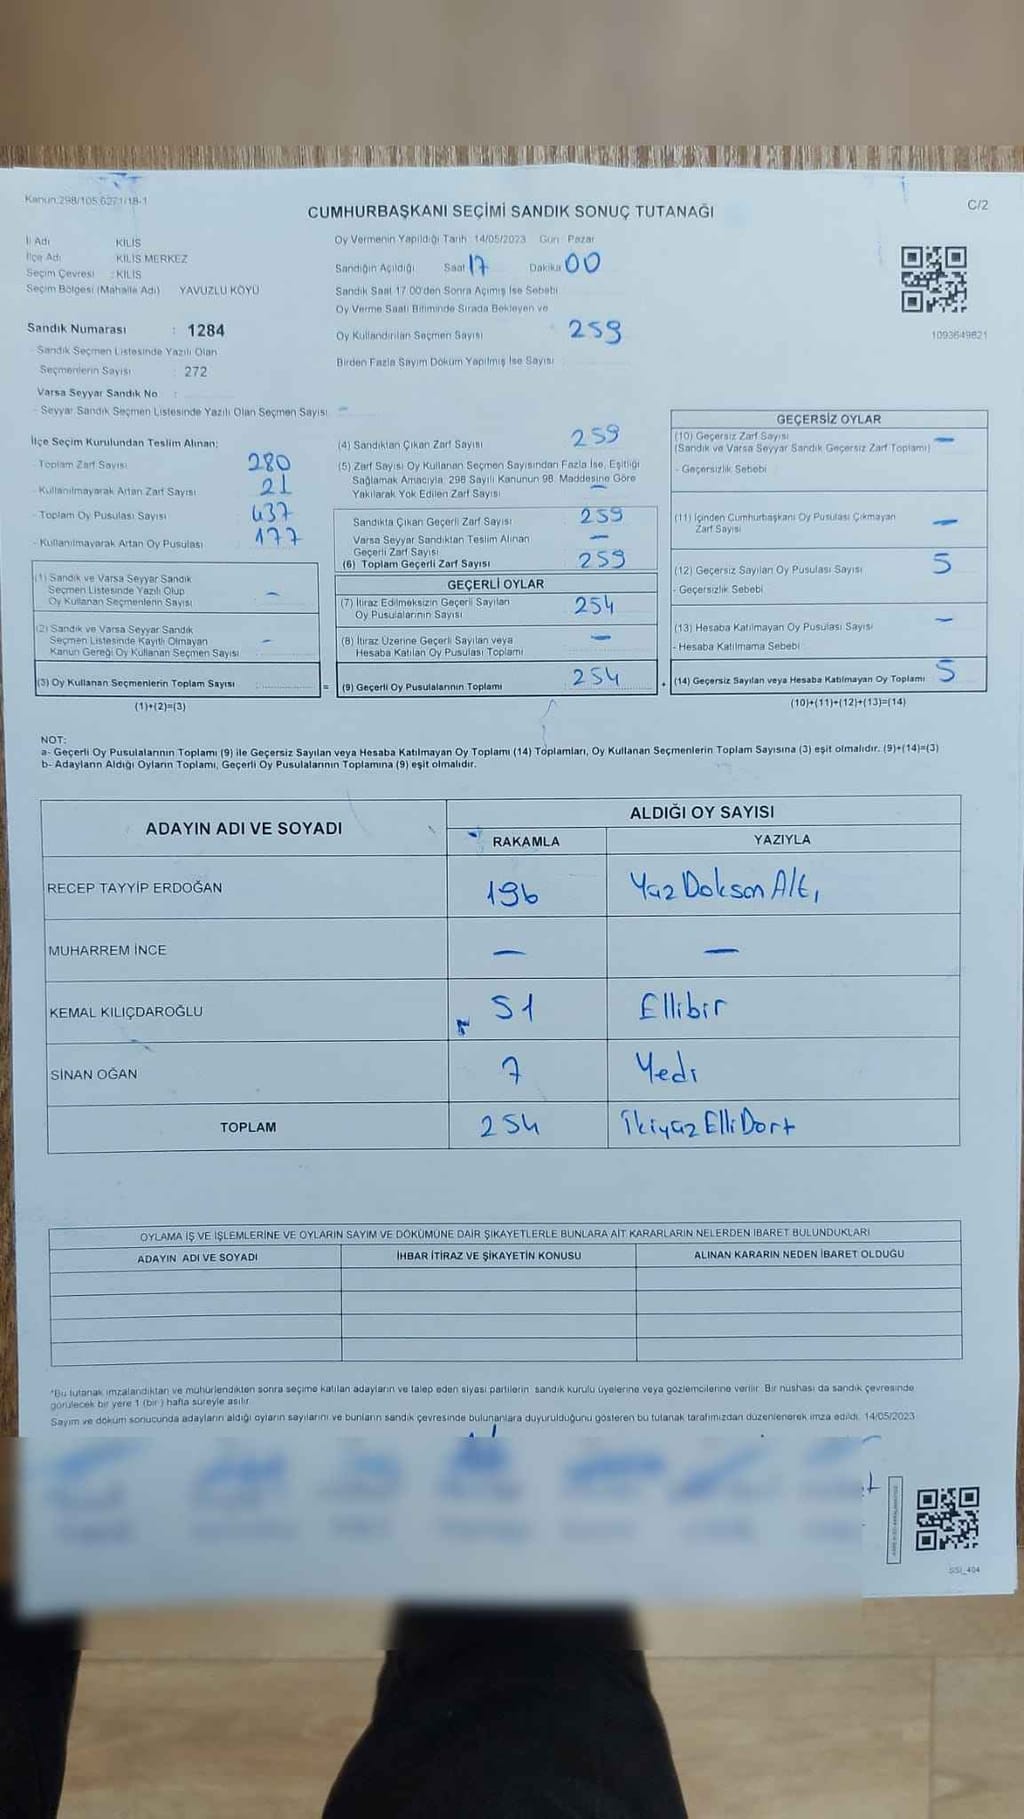 Kanun:298/105,6271/18-1
CUMHURBAŞKANI SEÇİMİ SANDIK SONUÇ TUTANAĞI
C/2
İl Adı KİLİS
İlçe Adı KİLİS MERKEZ
Seçim Çevresi : KİLİS
Seçim Bölgesi (Mahalle Adı) YAVUZLU KÖYÜ
Sandık Numarası : 1284
- Sandık Seçmen Listesinde Yazılı Olan
Seçmenlerin Sayısı : 272
Varsa Seyyar Sandık No :
- Seyyar Sandık Seçmen Listesinde Yazılı Olan Seçmen Sayısı –
Oy Vermenin Yapıldığı Tarih 14/05/2023 Gün Pazar
Sandığın Açıldığı Saat 17 Dakika 00
Sandık Saat 17.00'den Sonra Açılmış İse Sebebi
Oy Verme Saati Bitiminde Sırada Bekleyen ve
Oy Kullandırılan Seçmen Sayısı 259
Birden Fazla Sayım Döküm Yapılmış İse Sayısı
1093649821
İlçe Seçim Kurulundan Teslim Alınan:
- Toplam Zarf Sayısı 280
- Kullanılmayarak Artan Zarf Sayısı 21
- Toplam Oy Pusulası Sayısı 437
- Kullanılmayarak Artan Oy Pusulası 177
(1) Sandık ve Varsa Seyyar Sandık
Seçmen Listesinde Yazılı Olup
Oy Kullanan Seçmenlerin Sayısı –
(2) Sandık ve Varsa Seyyar Sandık
Seçmen Listesinde Kayıtlı Olmayan
Kanun Gereği Oy Kullanan Seçmen Sayısı –
(3) Oy Kullanan Seçmenlerin Toplam Sayısı =
(1)+(2)=(3)
(4) Sandıktan Çıkan Zarf Sayısı 259
(5) Zarf Sayısı Oy Kullanan Seçmen Sayısından Fazla İse, Eşitliği
Sağlamak Amacıyla, 298 Sayılı Kanunun 98. Maddesine Göre
Yakılarak Yok Edilen Zarf Sayısı –
Sandıkta Çıkan Geçerli Zarf Sayısı 259
Varsa Seyyar Sandıktan Teslim Alınan
Geçerli Zarf Sayısı –
(6) Toplam Geçerli Zarf Sayısı 259
GEÇERLİ OYLAR
(7) İtiraz Edilmeksizin Geçerli Sayılan
Oy Pusulalarının Sayısı 254
(8) İtiraz Üzerine Geçerli Sayılan veya
Hesaba Katılan Oy Pusulası Toplamı –
(9) Geçerli Oy Pusulalarının Toplamı 254 +
GEÇERSİZ OYLAR
(10) Geçersiz Zarf Sayısı –
(Sandık ve Varsa Seyyar Sandık Geçersiz Zarf Toplamı)
- Geçersizlik Sebebi
(11) İçinden Cumhurbaşkanı Oy Pusulası Çıkmayan
Zarf Sayısı –
(12) Geçersiz Sayılan Oy Pusulası Sayısı 5
- Geçersizlik Sebebi
(13) Hesaba Katılmayan Oy Pusulası Sayısı –
- Hesaba Katılmama Sebebi
(14) Geçersiz Sayılan veya Hesaba Katılmayan Oy Toplamı 5
(10)+(11)+(12)+(13)=(14)
NOT:
a- Geçerli Oy Pusulalarının Toplamı (9) ile Geçersiz Sayılan veya Hesaba Katılmayan Oy Toplamı (14) Toplamları, Oy Kullanan Seçmenlerin Toplam Sayısına (3) eşit olmalıdır. (9)+(14)=(3)
b- Adayların Aldığı Oyların Toplamı, Geçerli Oy Pusulalarının Toplamına (9) eşit olmalıdır.
ADAYIN ADI VE SOYADI ALDIĞI OY SAYISI
RAKAMLA YAZIYLA
RECEP TAYYİP ERDOĞAN 196 YüzDoksanAltı
MUHARREM İNCE – –
KEMAL KILIÇDAROĞLU 51 Ellibir
SİNAN OĞAN 7 Yedi
TOPLAM 254 İkiyüzElliDört
OYLAMA İŞ VE İŞLEMLERİNE VE OYLARIN SAYIM VE DÖKÜMÜNE DAİR ŞİKAYETLERLE BUNLARA AİT KARARLARIN NELERDEN İBARET BULUNDUKLARI
ADAYIN ADI VE SOYADI İHBAR İTİRAZ VE ŞİKAYETİN KONUSU ALINAN KARARIN NEDEN İBARET OLDUĞU
*Bu tutanak imzalandıktan ve mühürlendikten sonra seçime katılan adayların ve talep eden siyasi partilerin sandık kurulu üyelerine veya gözlemcilerine verilir. Bir nüshası da sandık çevresinde
görülecek bir yere 1 (bir) hafta süreyle asılır.
Sayım ve döküm sonucunda adayların aldığı oyların sayılarını ve bunların sandık çevresinde bulunanlara duyurulduğunu gösteren bu tutanak tarafımızdan düzenlenerek imza edildi. 14/05/2023
SSI_404